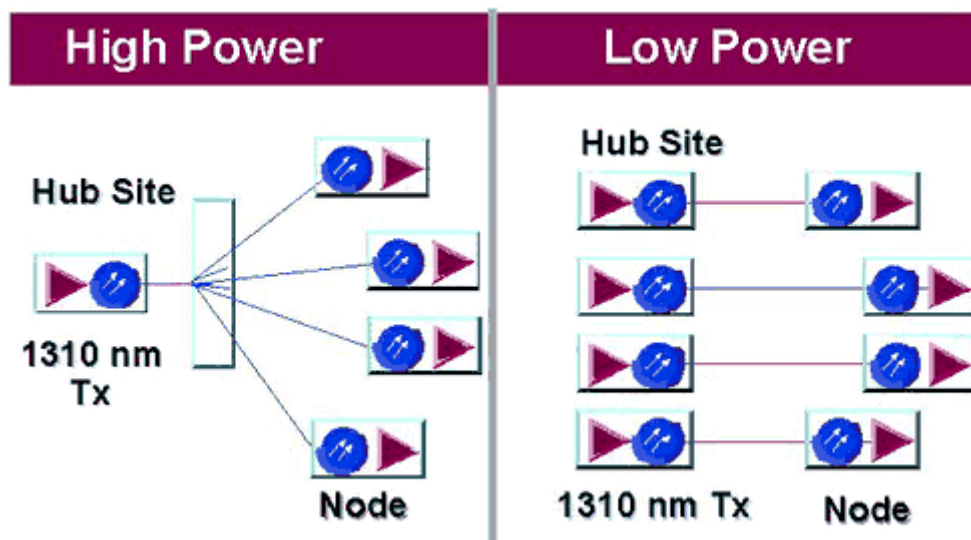 High Power
Hub Site
1310 nm
Tx
Node
Low Power
Hub Site
1310 nm Tx
Node